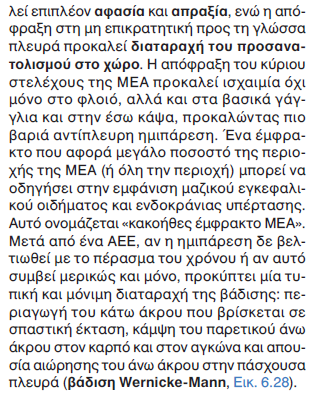 λεί επιπλέον αφασία και απραξία, ενώ η από-
φραξη στη μη επικρατητική προς τη γλώσσα
πλευρά προκαλεί διαταραχή του προσανα-
τολισμού στο χώρο. Η απόφραξη του κύριου
στελέχους της ΜΕΑ προκαλεί ισχαιμία όχι
μόνο στο φλοιό, αλλά και στα βασικά γάγ-
γλια και στην έσω κάψα, προκαλώντας πιο
βαριά αντίπλευρη ημιπάρεση. Ένα έμφρα-
κτο που αφορά μεγάλο ποσοστό της περιο-
χής της ΜΕΑ (ή όλη την περιοχή) μπορεί να
οδηγήσει στην εμφάνιση μαζικού εγκεφαλι-
κού οιδήματος και ενδοκράνιας υπέρτασης.
Αυτό ονομάζεται «κακοήθες έμφρακτο ΜΕΑ».
Μετά από ένα ΑΕΕ, αν η ημιπάρεση δε βελ-
τιωθεί με το πέρασμα του χρόνου ή αν αυτό
συμβεί μερικώς και μόνο, προκύπτει μία τυ-
πική και μόνιμη διαταραχή της βάδισης: πε-
ριαγωγή του κάτω άκρου που βρίσκεται σε
σπαστική έκταση, κάμψη του παρετικού άνω
άκρου στον καρπό και στον αγκώνα και απου-
σία αιώρησης του άνω άκρου στην πάσχουσα
πλευρά (βάδιση Wernicke-Mann, Εικ. 6.28).